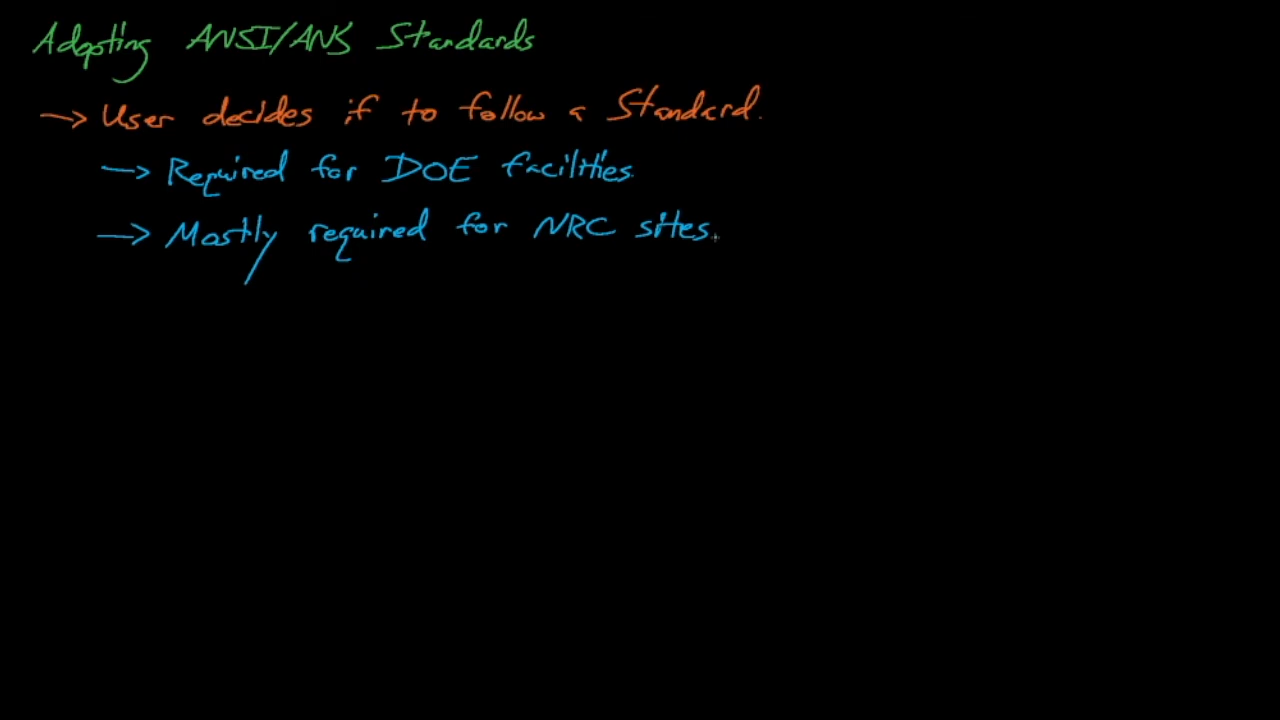 Adopting ANSI/ANS Standards
→ User decides if to follow a Standard.
→ Required for DOE facilities.
→ Mostly required for NRC sites.